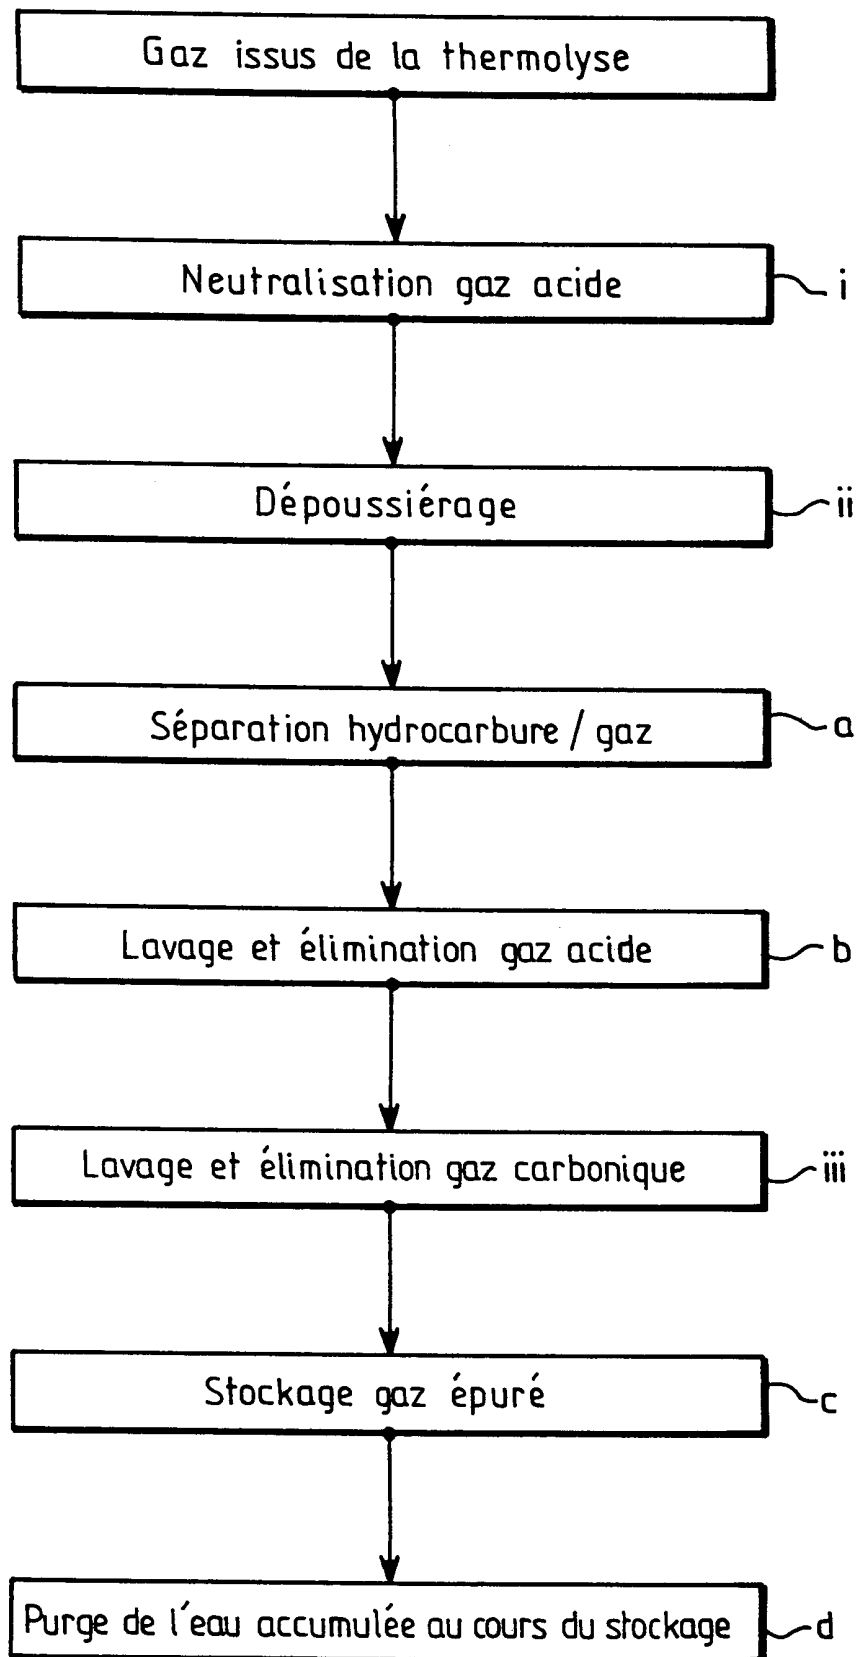 Gaz issus de la thermolyse
Neutralisation gaz acide
i
Dépoussiérage
ii
Séparation hydrocarbure / gaz
a
Lavage et élimination gaz acide
b
Lavage et élimination gaz carbonique
iii
Stockage gaz épuré
c
Purge de l'eau accumulée au cours du stockage
d